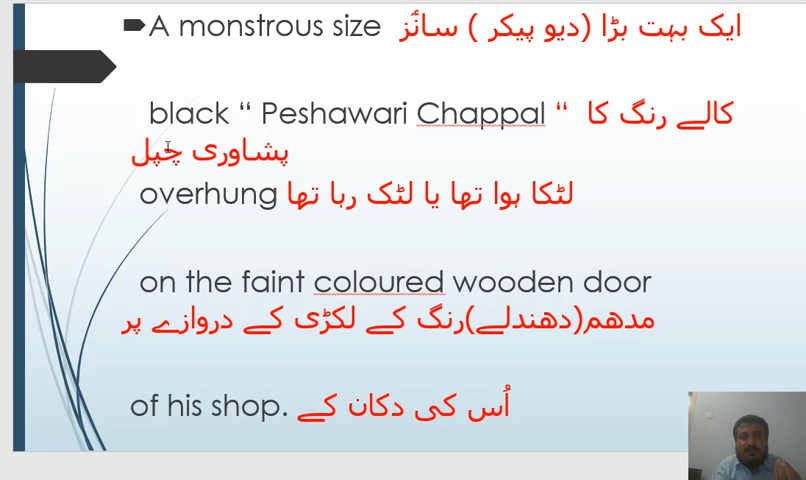 A monstrous size ایک بہت بڑا (دیو پیکر ) سائز
black “ Peshawari Chappal “ کالے رنگ کا
پشاوری چپل
overhung لٹکا ہوا تھا یا لٹک رہا تھا
on the faint coloured wooden door
مدھم(دھندلے)رنگ کے لکڑی کے دروازے پر
of his shop. اُس کی دکان کے